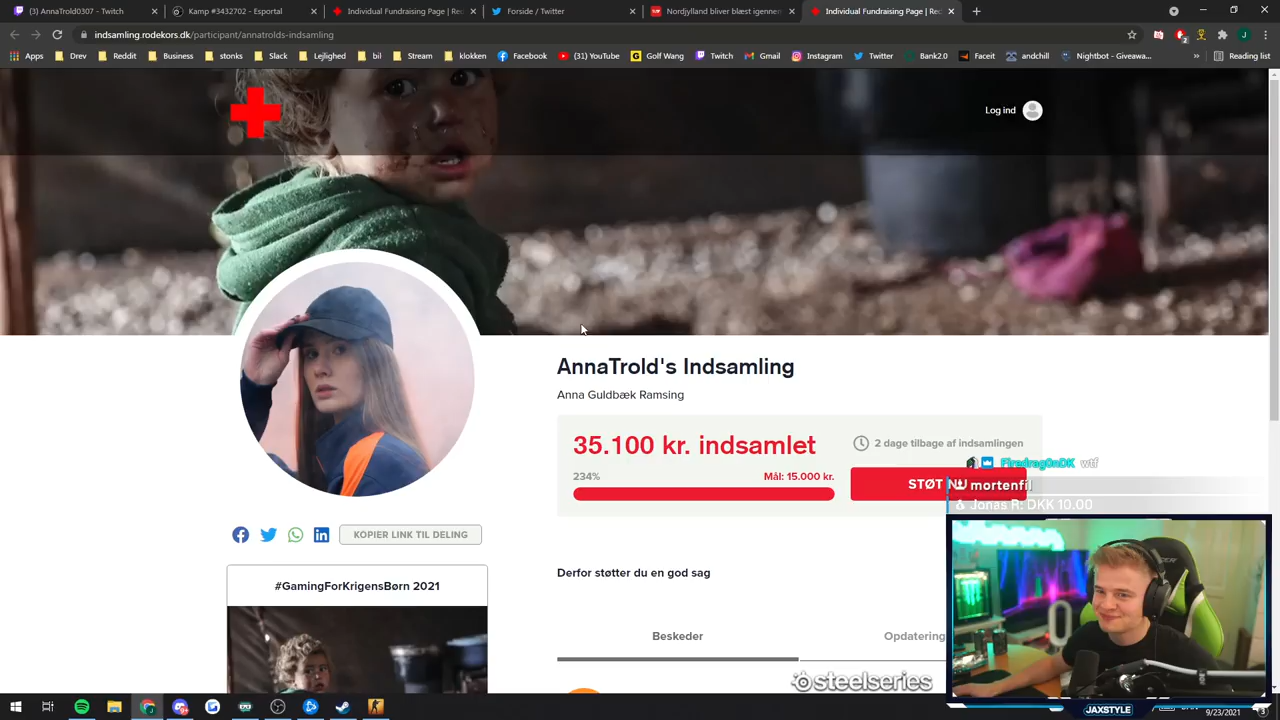 (3) AnnaTrold0307 - Twitch
Kamp #3432702 - Esportal
Individual Fundraising Page | Red
Forside / Twitter
Nordjylland bliver blæst igennem
Individual Fundraising Page | Red
indsamling.rodekors.dk/participant/annatrolds-indsamling
Apps
Drev
Reddit
Business
stonks
Slack
Lejlighed
bil
Stream
klokken
Facebook
(31) YouTube
Golf Wang
Twitch
Gmail
Instagram
Twitter
Bank2.0
Faceit
andchill
Nightbot - Giveawa...
»
Reading list
Log ind
AnnaTrold's Indsamling
Anna Guldbæk Ramsing
35.100 kr. indsamlet
2 dage tilbage af indsamlingen
234%
Mål: 15.000 kr.
STØT NU
FiredragOnDK wtf
mortenfil
Jonas R: DKK 10.00
KOPIER LINK TIL DELING
#GamingForKrigensBørn 2021
Derfor støtter du en god sag
Beskeder
Opdatering
steelseries
JAXSTYLE
9/23/2021